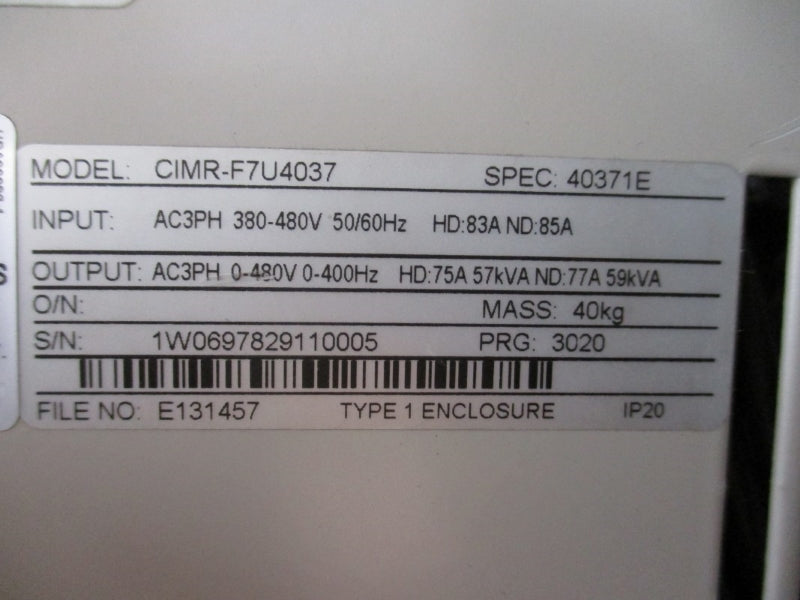 MODEL: CIMR-F7U4037 SPEC: 40371E
INPUT: AC3PH 380-480V 50/60Hz HD:83A ND:85A
OUTPUT: AC3PH 0-480V 0-400Hz HD:75A 57kVA ND:77A 59kVA
O/N: MASS: 40kg
S/N: 1W0697829110005 PRG: 3020
FILE NO: E131457 TYPE 1 ENCLOSURE IP20